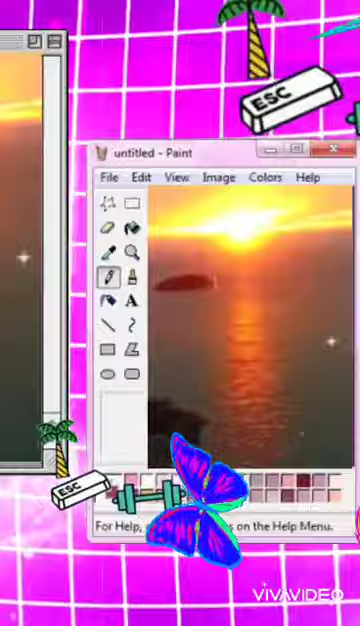 ESC
untitled - Paint
File Edit View Image Colors Help
A
ESC
For Help, s on the Help Menu.
VIVAVIDEO